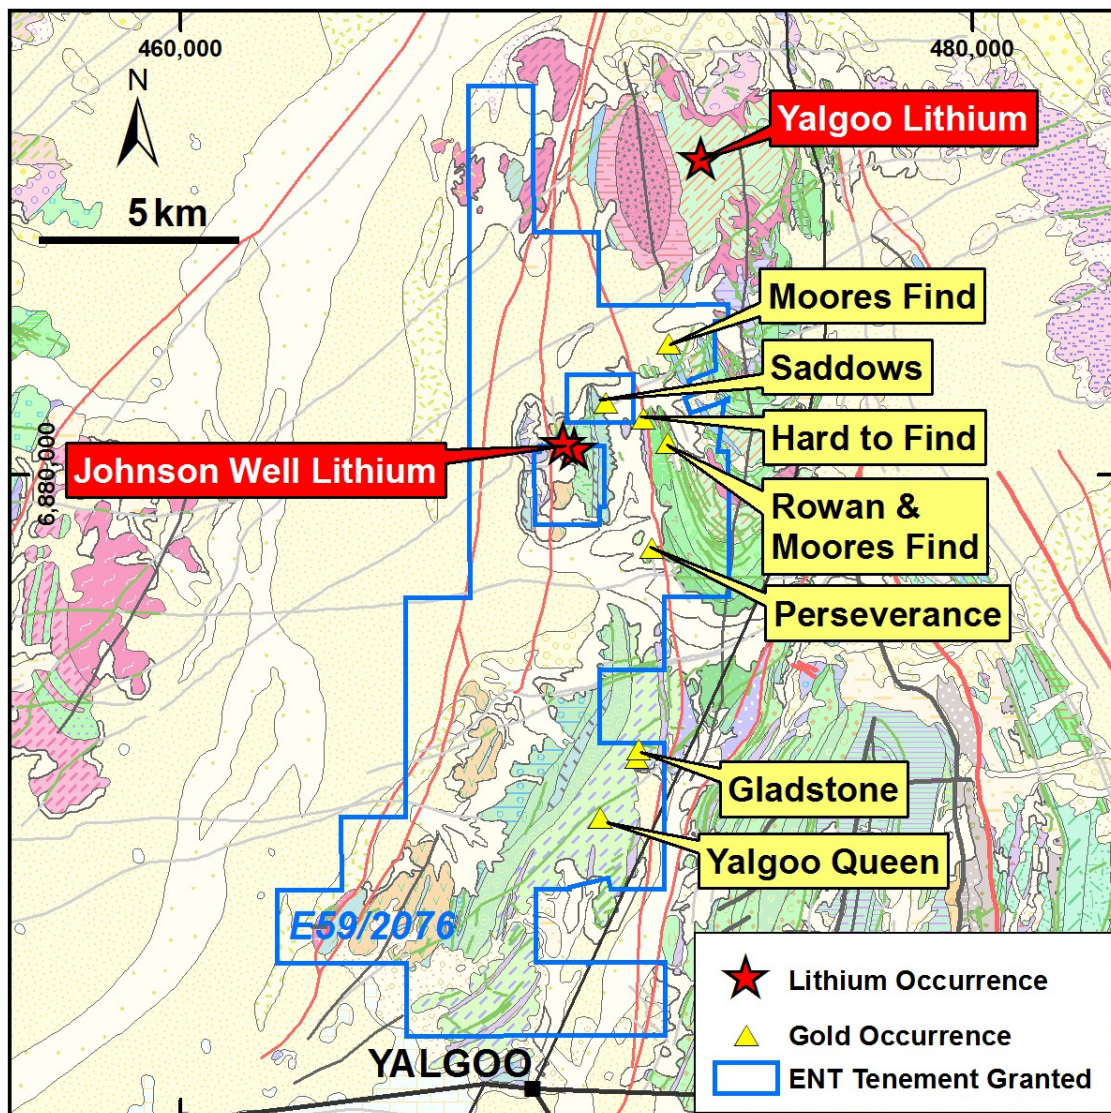 460,000
480,000
N
Yalgoo Lithium
5 km
Moores Find
Saddows
Hard to Find
Johnson Well Lithium
6,880,000
Rowan &
Moores Find
Perseverance
Gladstone
Yalgoo Queen
E59/2076
Lithium Occurrence
Gold Occurrence
YALGOO
ENT Tenement Granted